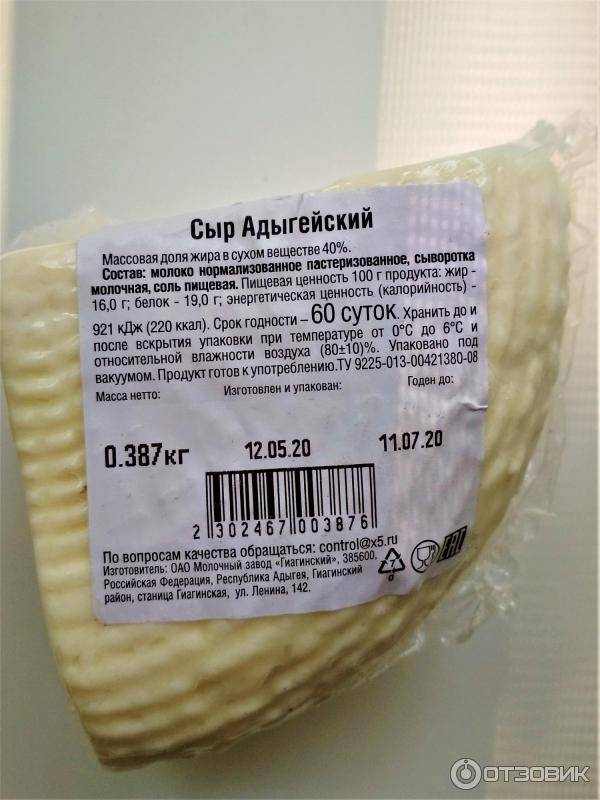 Сыр Адыгейский
Массовая доля жира в сухом веществе 40%.
Состав: молоко нормализованное пастеризованное, сыворотка
молочная, соль пищевая. Пищевая ценность 100 г продукта: жир -
16,0 г; белок - 19,0 г; энергетическая ценность (калорийность) -
921 кДж (220 ккал). Срок годности – 60 суток. Хранить до и
после вскрытия упаковки при температуре от 0°С до 6°С и
относительной влажности воздуха (80±10)%. Упаковано под
вакуумом. Продукт готов к употреблению.ТУ 9225-013-00421380-08
Масса нетто: Изготовлен и упакован: Годен до:
0.387кг 12.05.20 11.07.20
2 302467 003876
По вопросам качества обращаться: control@x5.ru
Изготовитель: ОАО Молочный завод «Гиагинский», 385600,
Российская Федерация, Республика Адыгея, Гиагинский
район, станица Гиагинская, ул. Ленина, 142.
7
EAC
ОТЗОВИК